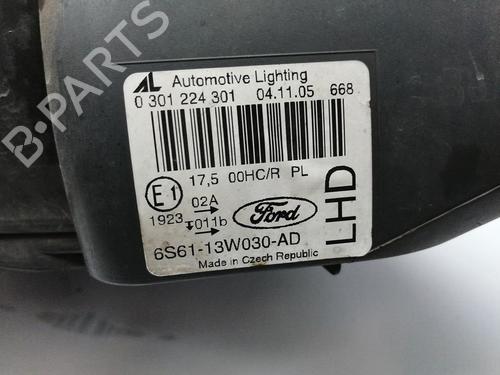 AL Automotive Lighting
0 301 224 301 04.11.05 668
17,5 00HC/R PL
E1 02A
1923 011b
Ford
6S61-13W030-AD
Made in Czech Republic
LHD
B-PARTS